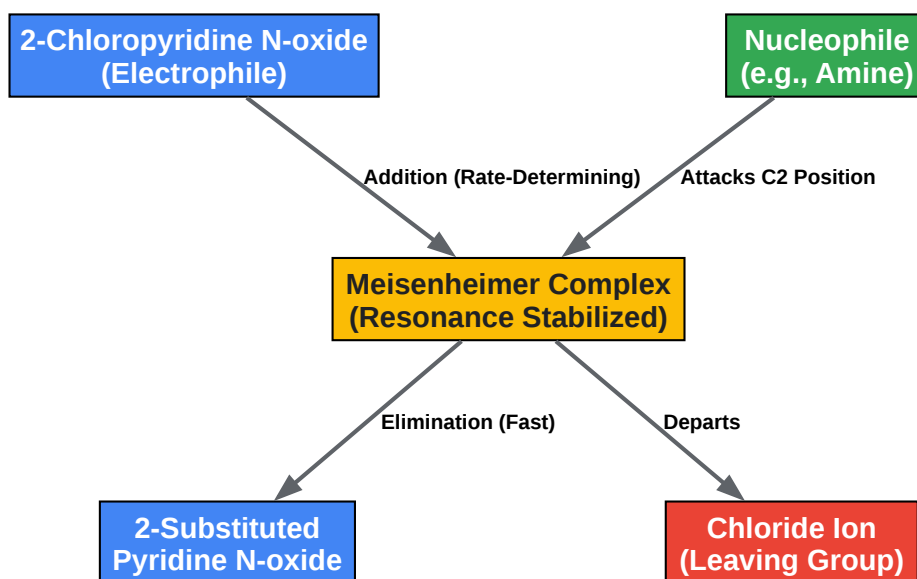 2-Chloropyridine N-oxide
(Electrophile)
Nucleophile
(e.g., Amine)
Addition (Rate-Determining)
Attacks C2 Position
Meisenheimer Complex
(Resonance Stabilized)
Elimination (Fast)
Departs
2-Substituted
Pyridine N-oxide
Chloride Ion
(Leaving Group)